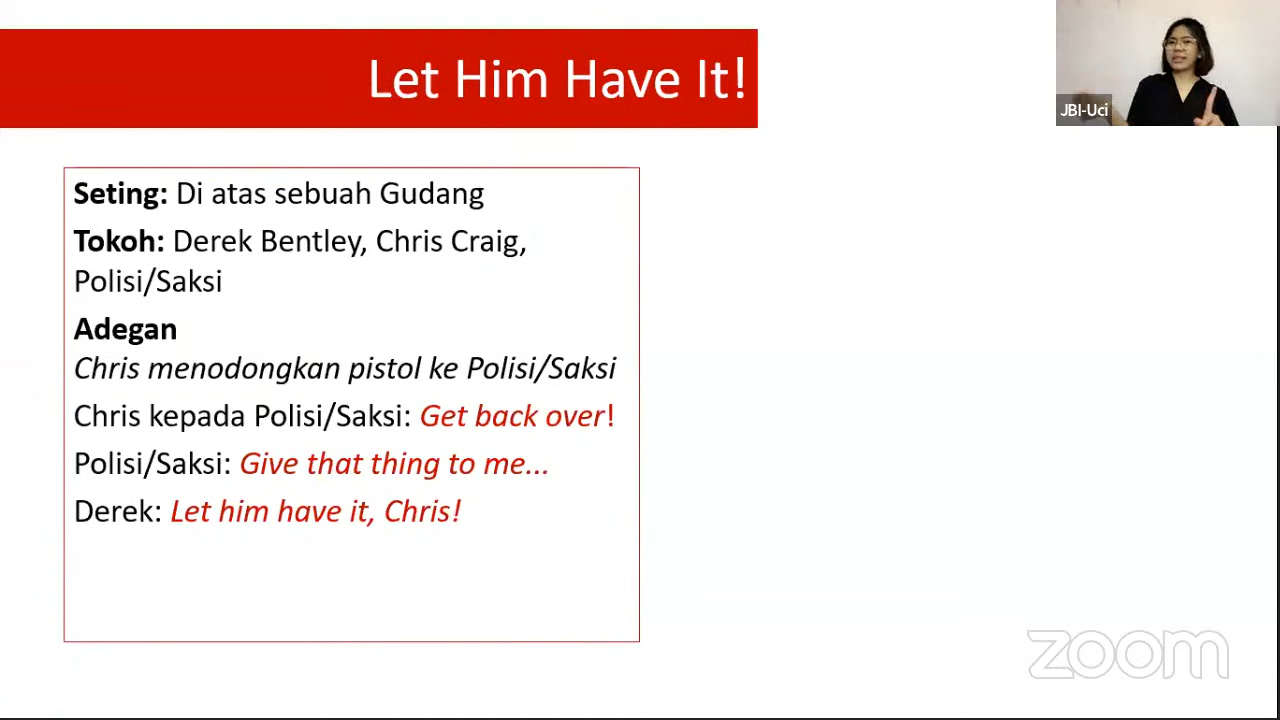 Let Him Have It!
JBI-Uci
Seting: Di atas sebuah Gudang
Tokoh: Derek Bentley, Chris Craig,
Polisi/Saksi
Adegan
Chris menodongkan pistol ke Polisi/Saksi
Chris kepada Polisi/Saksi: Get back over!
Polisi/Saksi: Give that thing to me...
Derek: Let him have it, Chris!
zoom